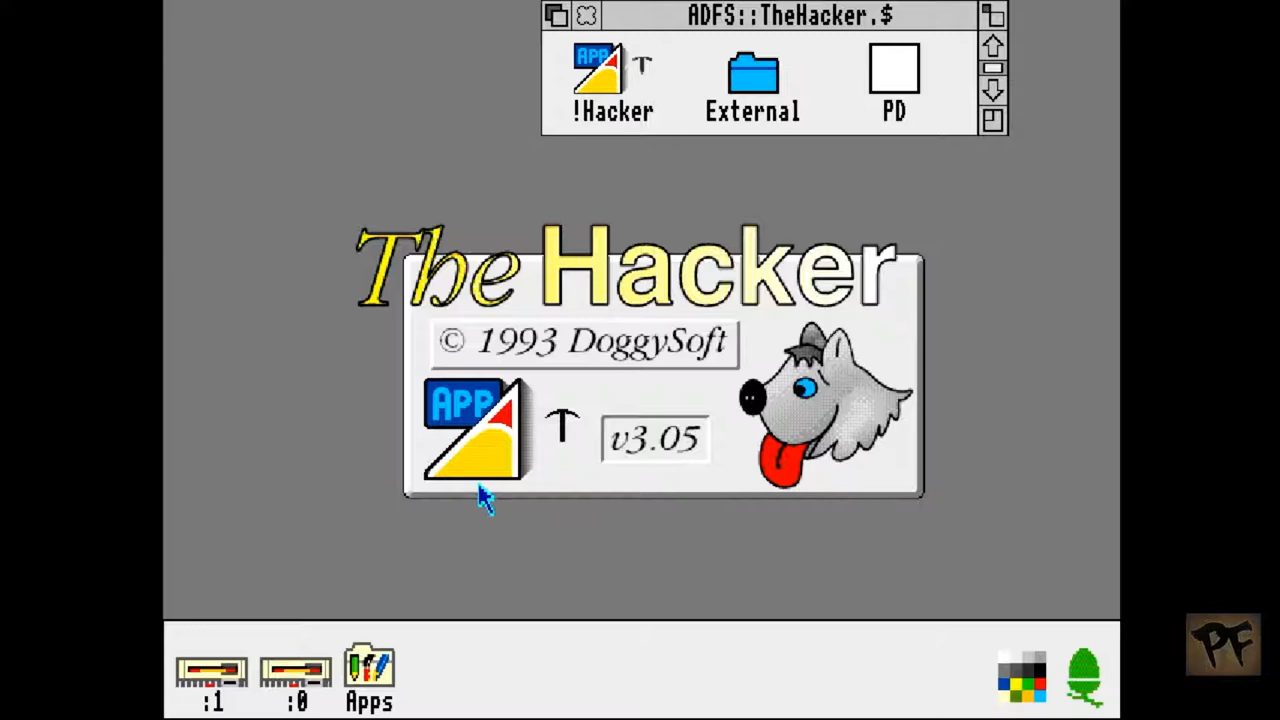 ADFS::TheHacker.$
APP
!Hacker
External
PD
The Hacker
© 1993 DoggySoft
APP
v3.05
:1
:0
Apps
PF